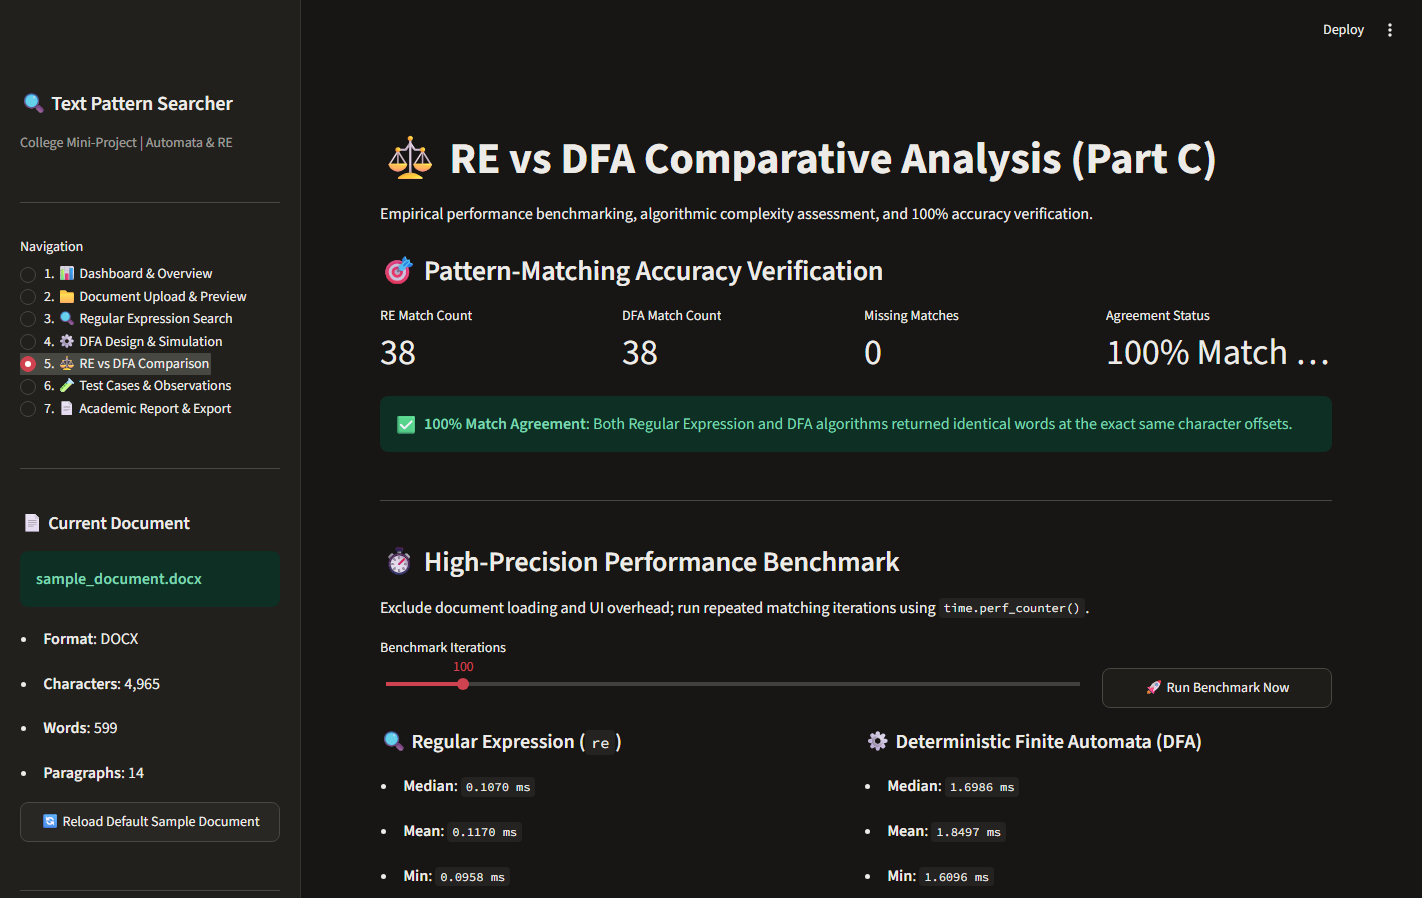 Deploy
🔍 Text Pattern Searcher
College Mini-Project | Automata & RE
Navigation
1. 📊 Dashboard & Overview
2. 📁 Document Upload & Preview
3. 🔍 Regular Expression Search
4. ⚙️ DFA Design & Simulation
5. ⚖️ RE vs DFA Comparison
6. 🧪 Test Cases & Observations
7. 📄 Academic Report & Export
📄 Current Document
sample_document.docx
• Format: DOCX
• Characters: 4,965
• Words: 599
• Paragraphs: 14
🔄 Reload Default Sample Document
⚖️ RE vs DFA Comparative Analysis (Part C)
Empirical performance benchmarking, algorithmic complexity assessment, and 100% accuracy verification.
🎯 Pattern-Matching Accuracy Verification
RE Match Count
38
DFA Match Count
38
Missing Matches
0
Agreement Status
100% Match …
✅ 100% Match Agreement: Both Regular Expression and DFA algorithms returned identical words at the exact same character offsets.
⏱️ High-Precision Performance Benchmark
Exclude document loading and UI overhead; run repeated matching iterations using time.perf_counter().
Benchmark Iterations
100
🚀 Run Benchmark Now
🔍 Regular Expression (re)
• Median: 0.1070 ms
• Mean: 0.1170 ms
• Min: 0.0958 ms
⚙️ Deterministic Finite Automata (DFA)
• Median: 1.6986 ms
• Mean: 1.8497 ms
• Min: 1.6096 ms